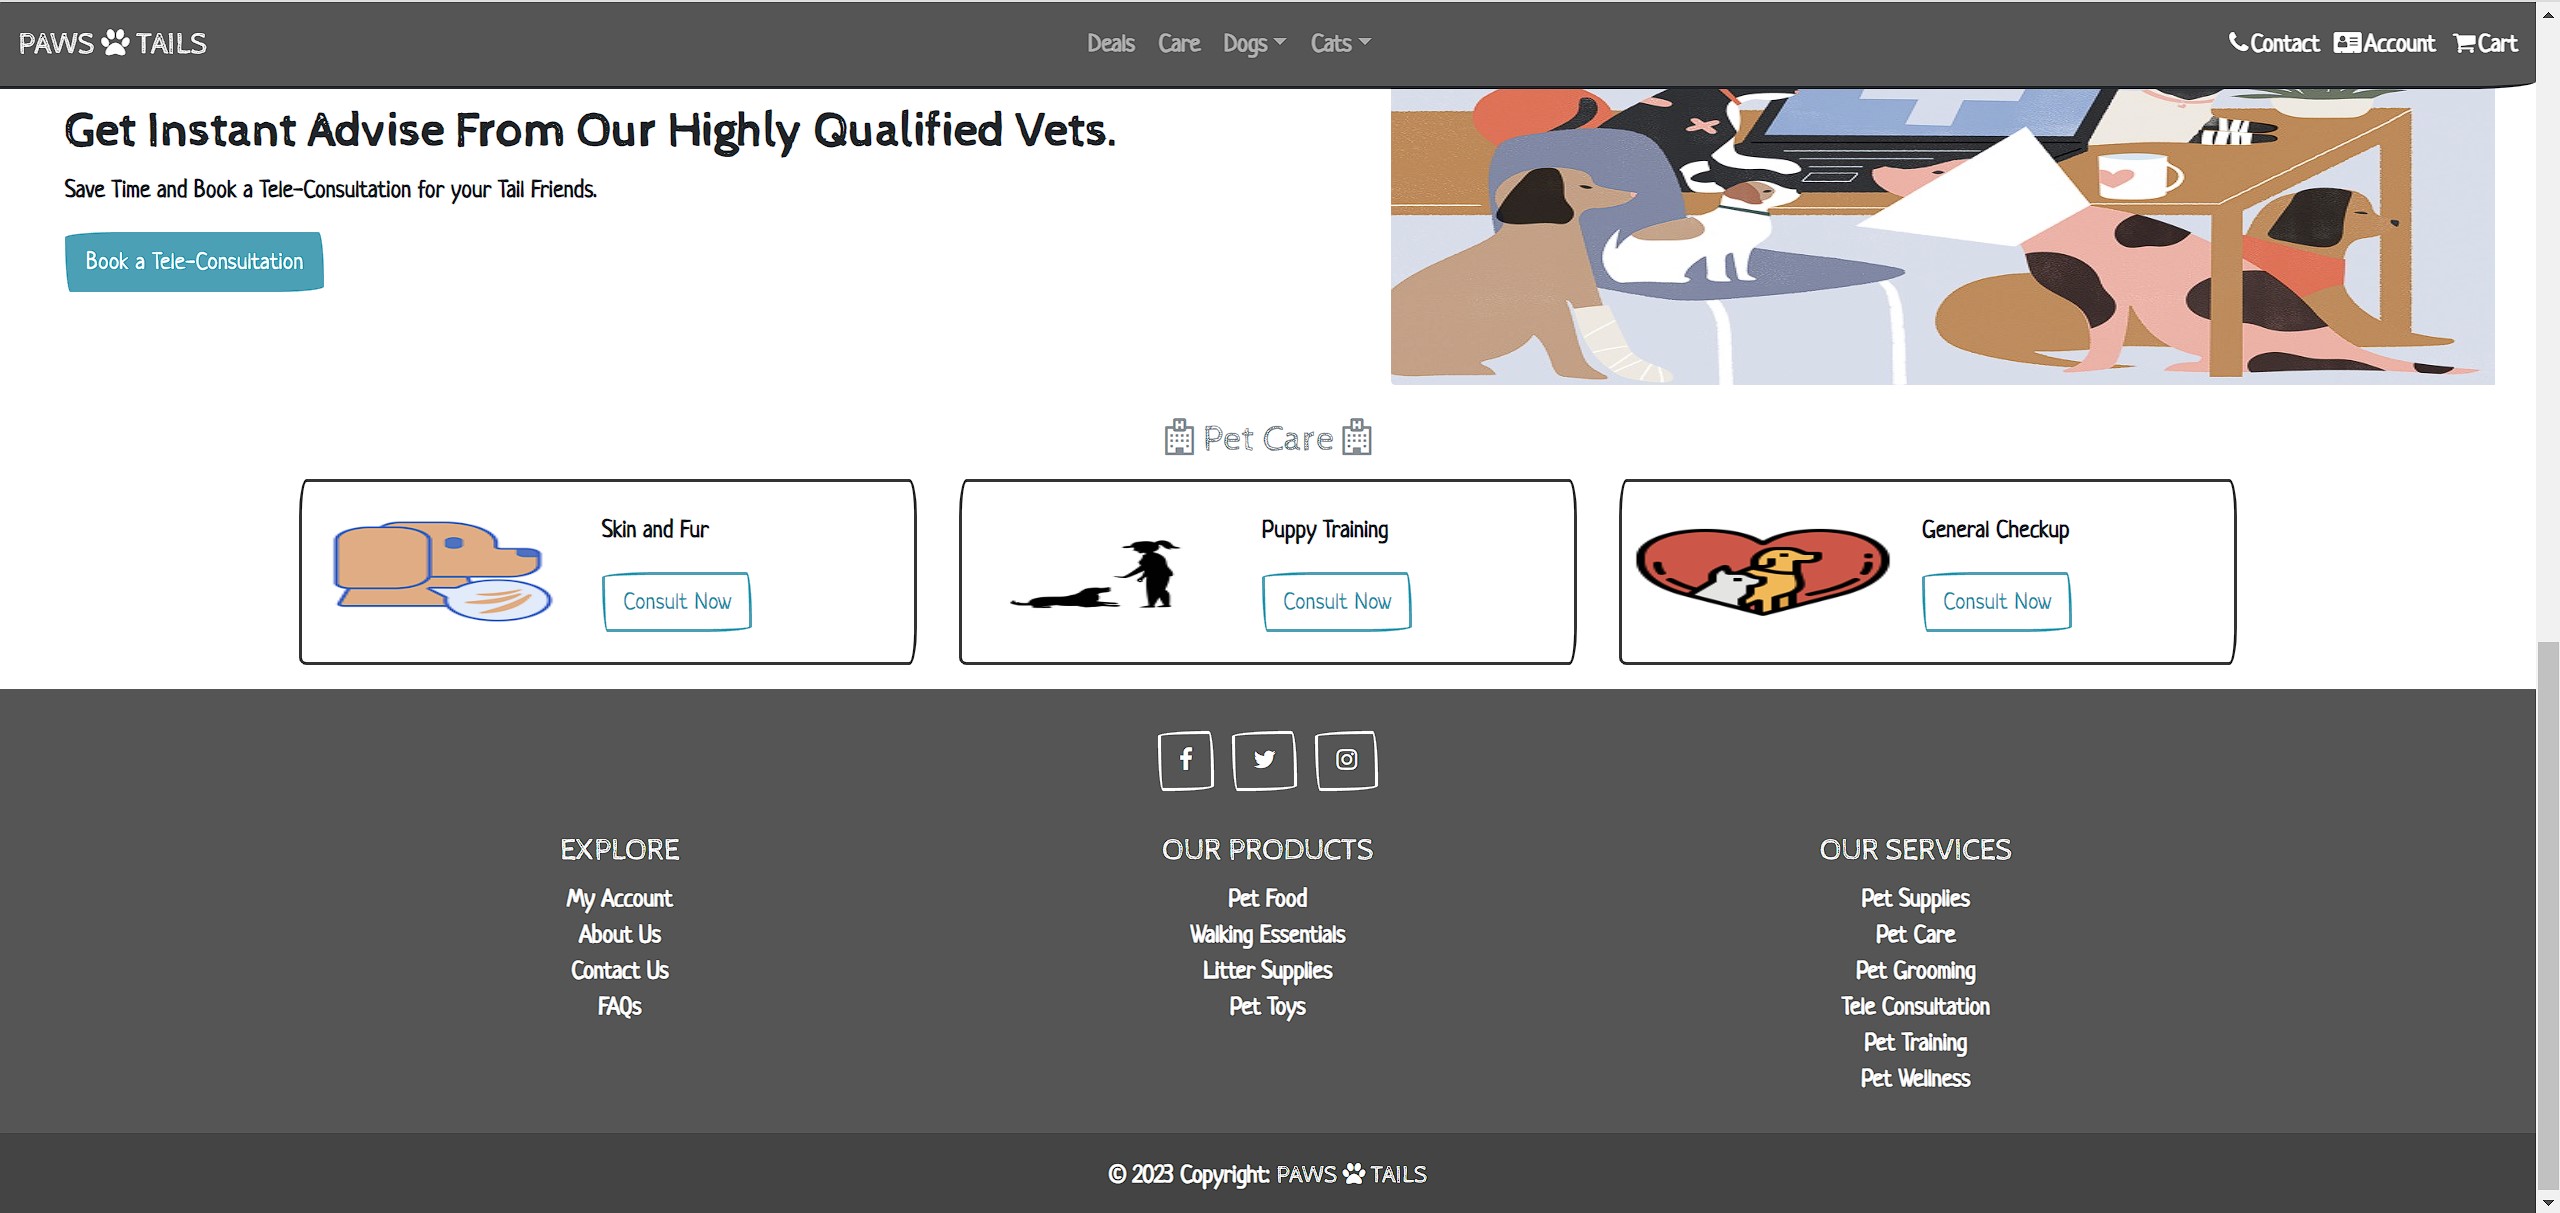 PAWS TAILS
Deals Care Dogs Cats
Contact Account Cart
Get Instant Advise From Our Highly Qualified Vets.
Save Time and Book a Tele-Consultation for your Tail Friends.
Book a Tele-Consultation
Pet Care
Skin and Fur
Consult Now
Puppy Training
Consult Now
General Checkup
Consult Now
EXPLORE
My Account
About Us
Contact Us
FAQs
OUR PRODUCTS
Pet Food
Walking Essentials
Litter Supplies
Pet Toys
OUR SERVICES
Pet Supplies
Pet Care
Pet Grooming
Tele Consultation
Pet Training
Pet Wellness
© 2023 Copyright: PAWS TAILS